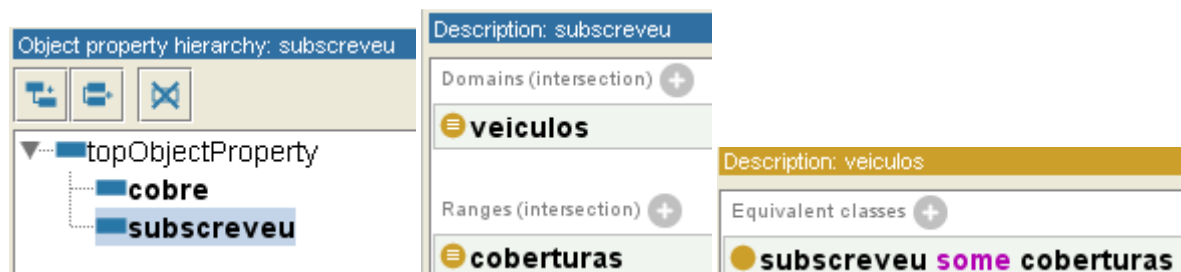 Object property hierarchy: subscreveu
topObjectProperty
cobre
subscreveu
Description: subscreveu
Domains (intersection)
veiculos
Ranges (intersection)
coberturas
Description: veiculos
Equivalent classes
subscreveu some coberturas